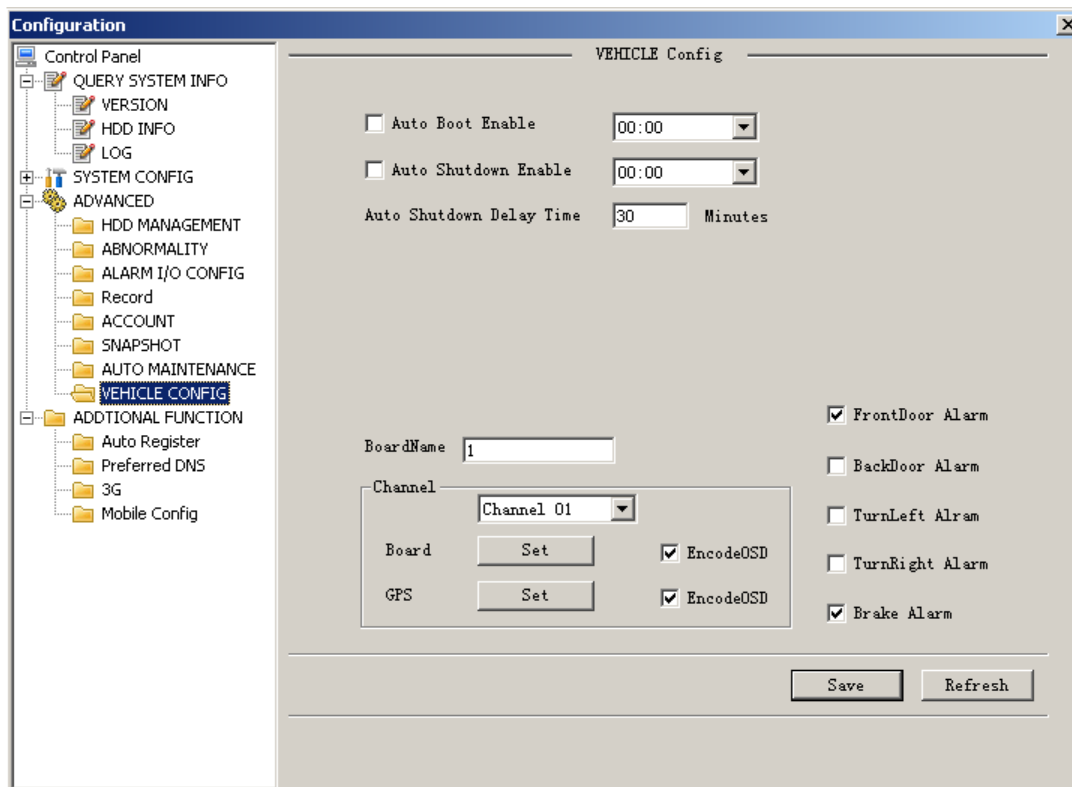 Configuration
Control Panel
QUERY SYSTEM INFO
VERSION
HDD INFO
LOG
SYSTEM CONFIG
ADVANCED
HDD MANAGEMENT
ABNORMALITY
ALARM I/O CONFIG
Record
ACCOUNT
SNAPSHOT
AUTO MAINTENANCE
VEHICLE CONFIG
ADDTIONAL FUNCTION
Auto Register
Preferred DNS
3G
Mobile Config
VEHICLE Config
Auto Boot Enable 00:00
Auto Shutdown Enable 00:00
Auto Shutdown Delay Time 30 Minutes
BoardName 1
Channel
Channel 01
Board Set EncodeOSD
GPS Set EncodeOSD
FrontDoor Alarm
BackDoor Alarm
TurnLeft Alram
TurnRight Alarm
Brake Alarm
Save Refresh